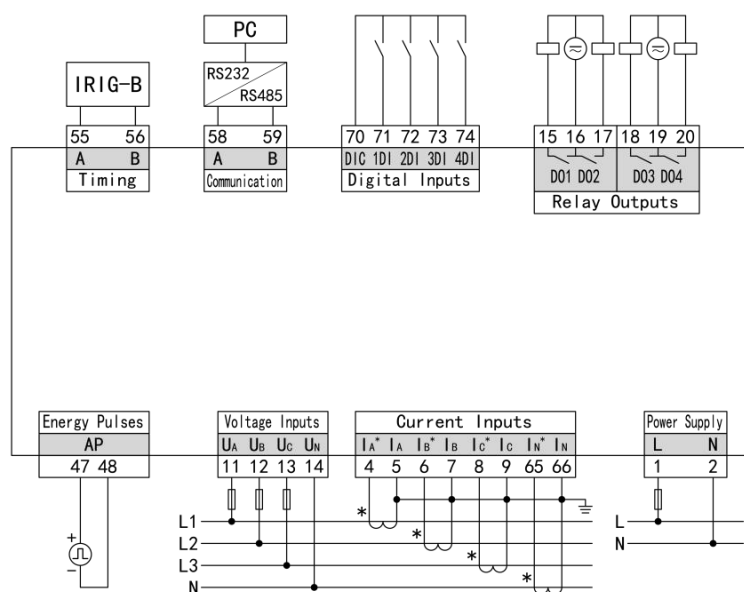 PC
IRIG-B
RS232
RS485
55 56
A B
Timing
58 59
A B
Communication
70 71 72 73 74
DIC 1DI 2DI 3DI 4DI
Digital Inputs
15 16 17 18 19 20
DO1 DO2 DO3 DO4
Relay Outputs
Energy Pulses
AP
47 48
+
-
Voltage Inputs
UA UB UC UN
11 12 13 14
Current Inputs
IA* IA IB* IB IC* IC IN* IN
4 5 6 7 8 9 65 66
Power Supply
L N
1 2
* * * *
L1
L2
L3
N
L
N